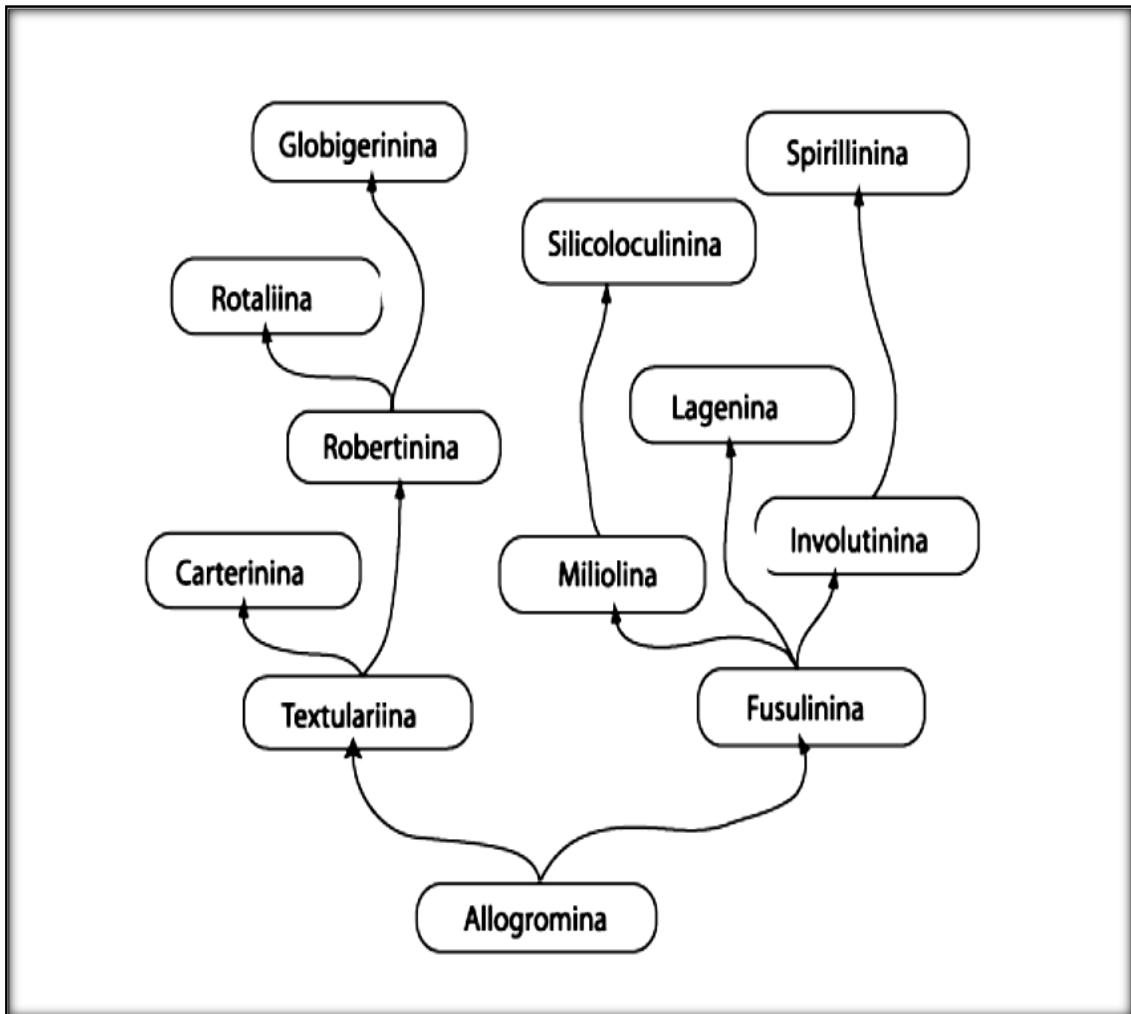 Globigerinina
Spirillinina
Silicoloculinina
Rotaliina
Lagenina
Robertinina
Involutinina
Carterinina
Miliolina
Textulariina
Fusulinina
Allogromina